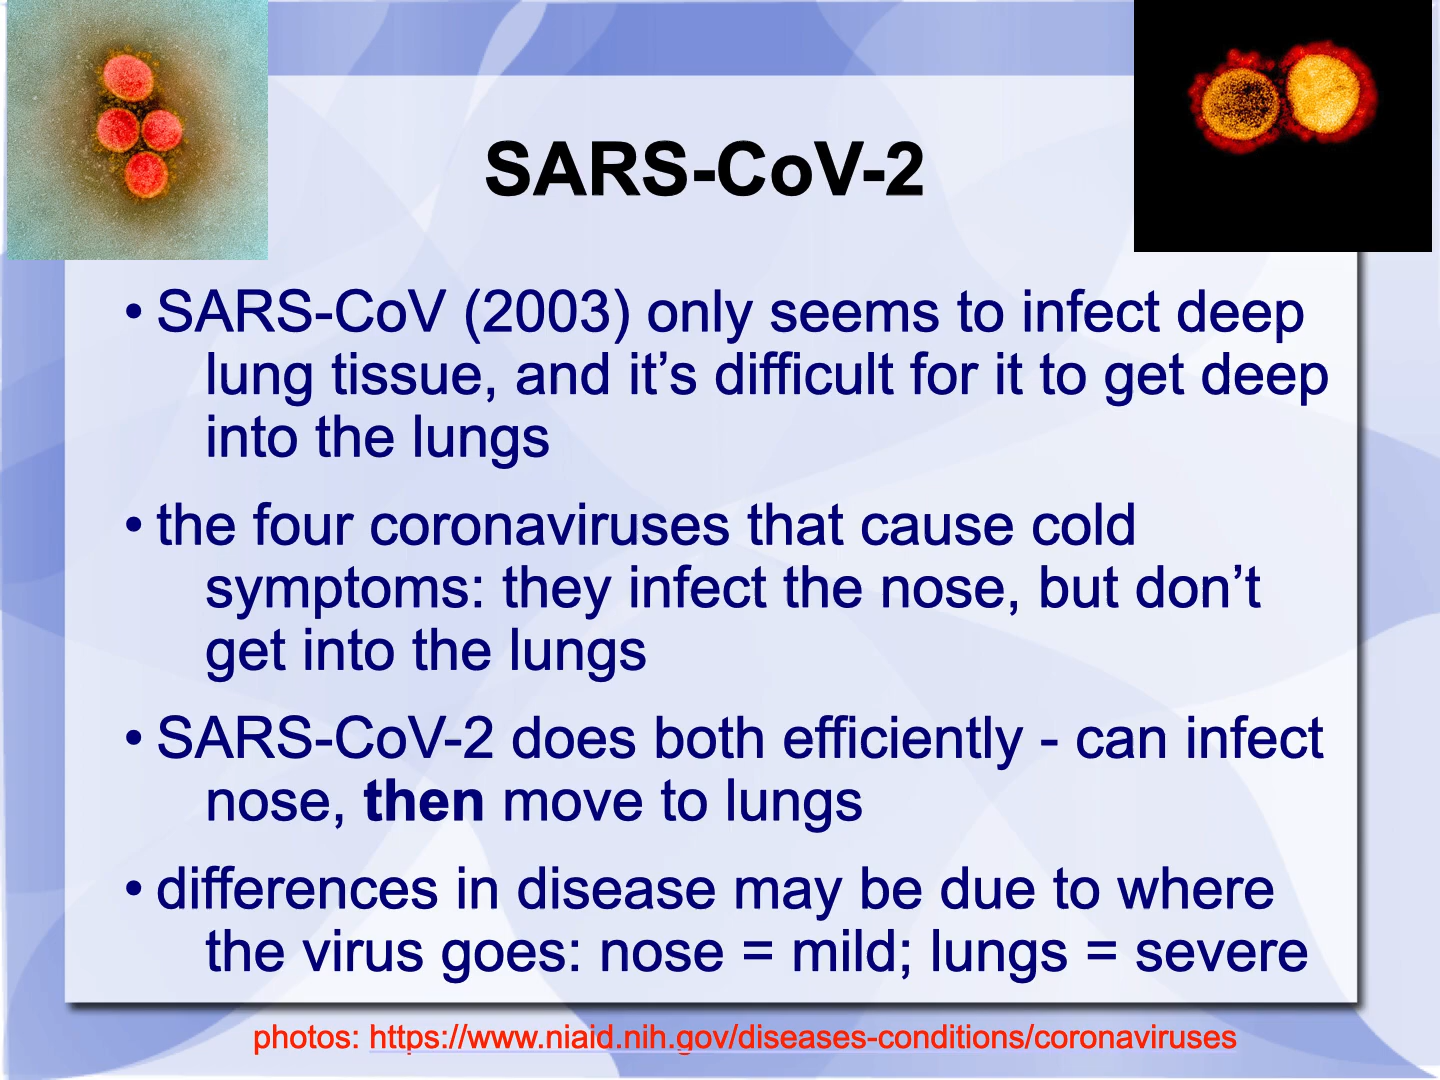 SARS-CoV-2
• SARS-CoV (2003) only seems to infect deep
lung tissue, and it’s difficult for it to get deep
into the lungs
• the four coronaviruses that cause cold
symptoms: they infect the nose, but don’t
get into the lungs
• SARS-CoV-2 does both efficiently - can infect
nose, then move to lungs
• differences in disease may be due to where
the virus goes: nose = mild; lungs = severe
photos: https://www.niaid.nih.gov/diseases-conditions/coronaviruses